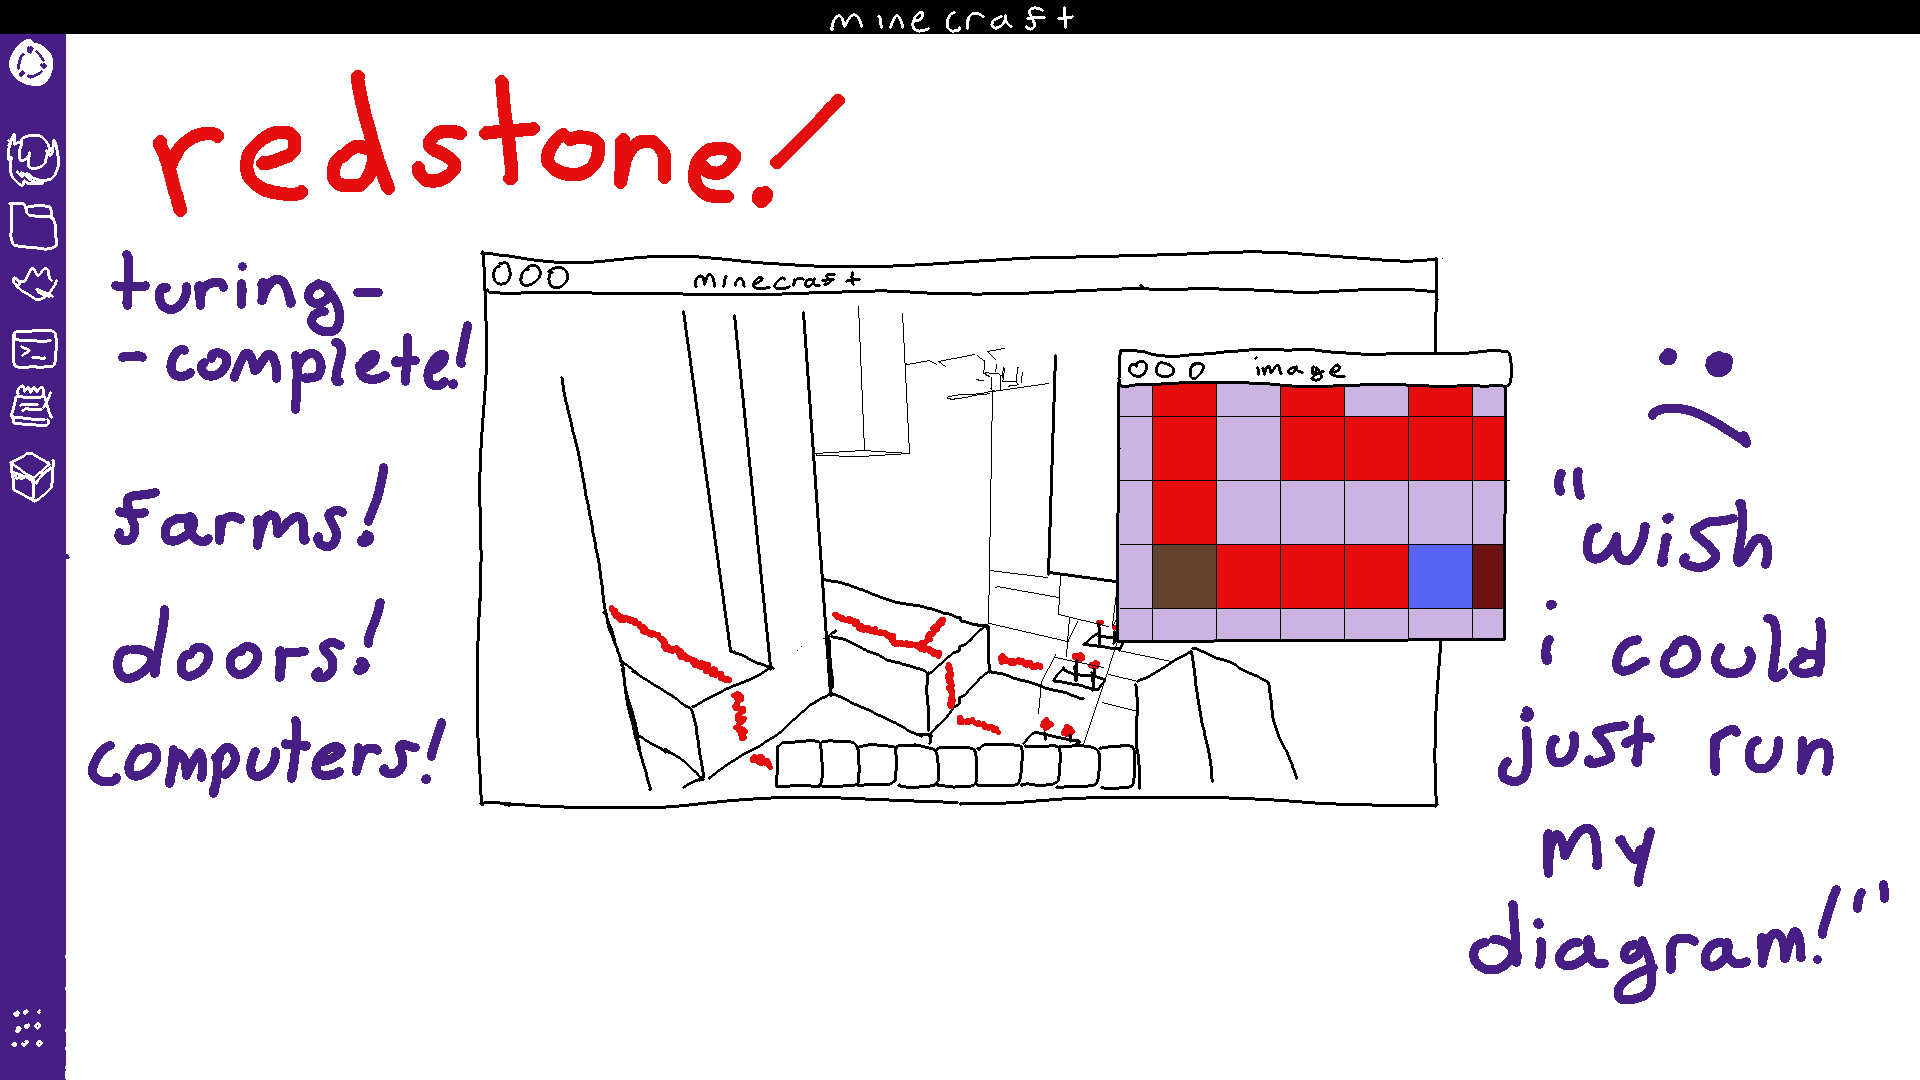 minecraft
redstone!
turing-
-complete!
farms!
doors!
computers!
minecraft
image
"wish
i could
just run
my
diagram!"